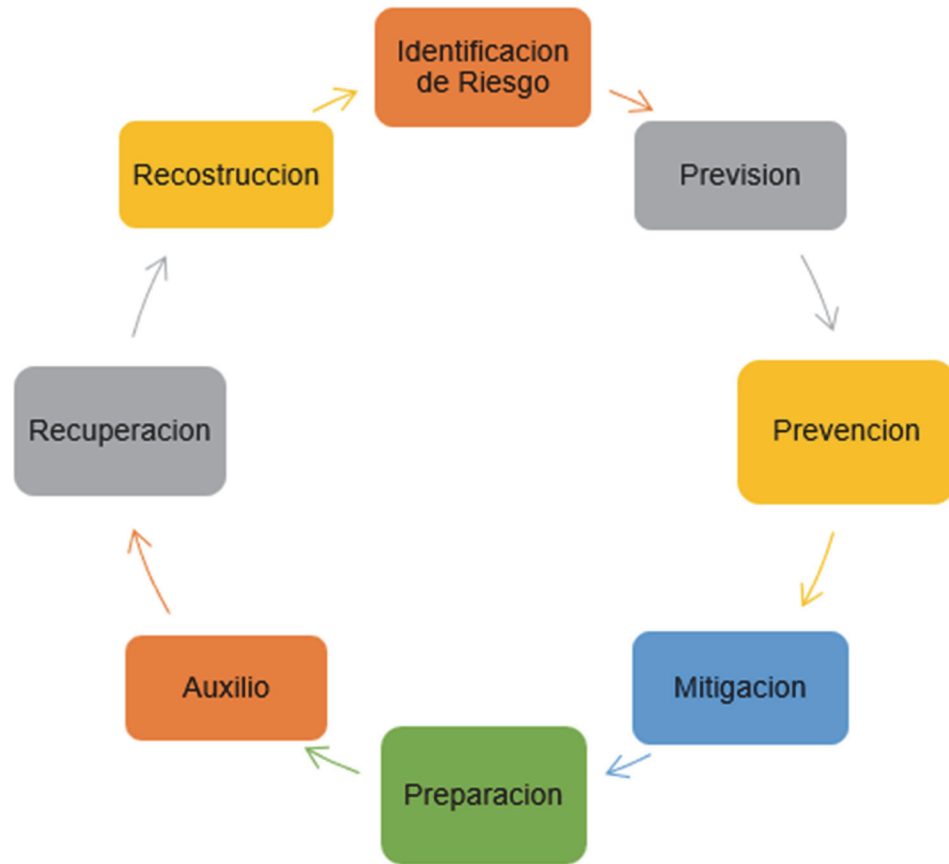 Identificacion
de Riesgo
Prevision
Prevencion
Mitigacion
Preparacion
Auxilio
Recuperacion
Recostruccion